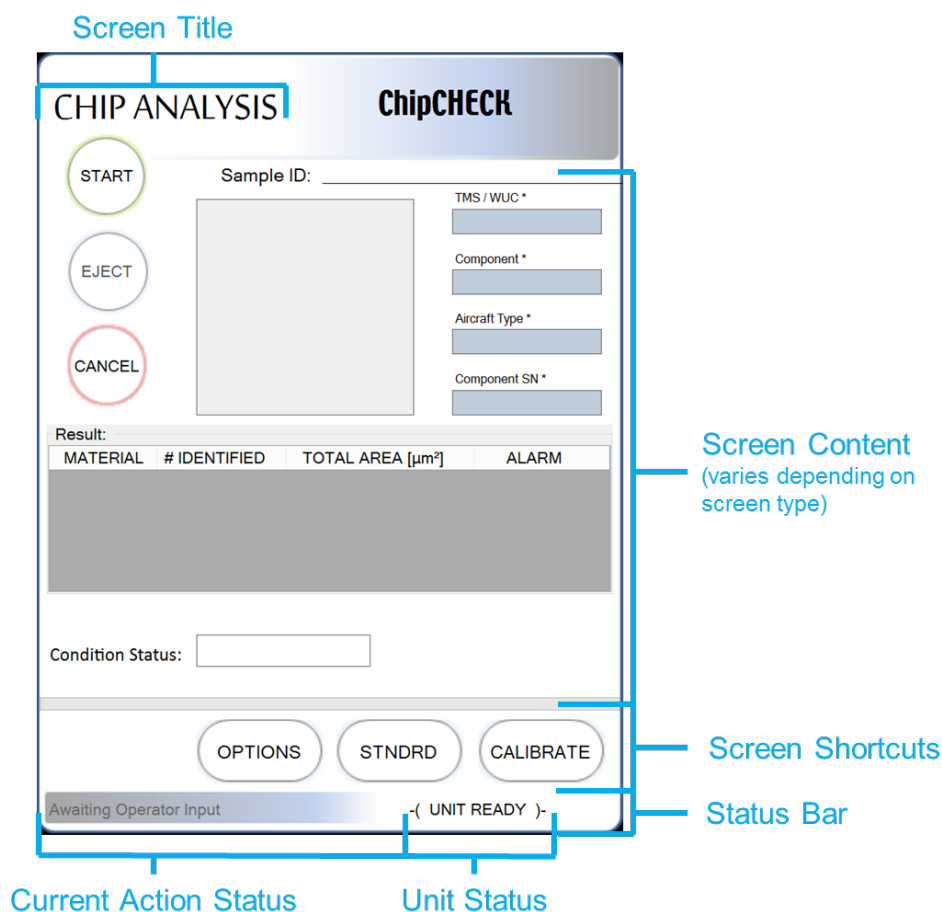 Screen Title
CHIP ANALYSIS
ChipCHECK
START
Sample ID:
TMS / WUC *
EJECT
Component *
Aircraft Type *
CANCEL
Component SN *
Result:
MATERIAL # IDENTIFIED TOTAL AREA [µm²] ALARM
Screen Content
(varies depending on
screen type)
Condition Status:
OPTIONS STNDRD CALIBRATE
Screen Shortcuts
Awaiting Operator Input -( UNIT READY )-
Status Bar
Current Action Status
Unit Status